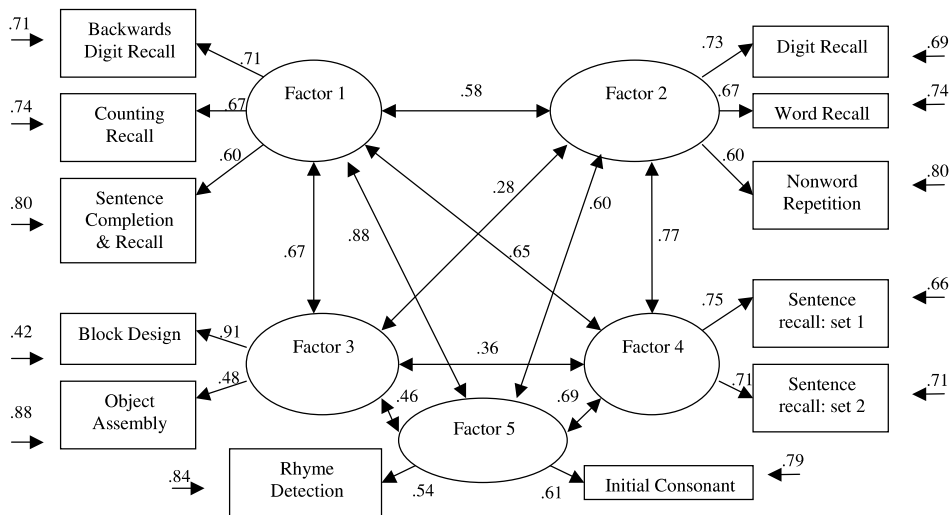 .71
Backwards
Digit Recall
.71
.74
Counting
Recall
.67
.80
Sentence
Completion
& Recall
.60
Factor 1
.58
Factor 2
.73
Digit Recall
.69
.67
Word Recall
.74
.60
Nonword
Repetition
.80
.28
.60
.88
.67
.65
.77
.42
Block Design
.91
.88
Object
Assembly
.48
Factor 3
.36
Factor 4
.75
Sentence
recall: set 1
.66
.71
Sentence
recall: set 2
.71
.46
.69
Factor 5
.84
Rhyme
Detection
.54
.61
Initial Consonant
.79